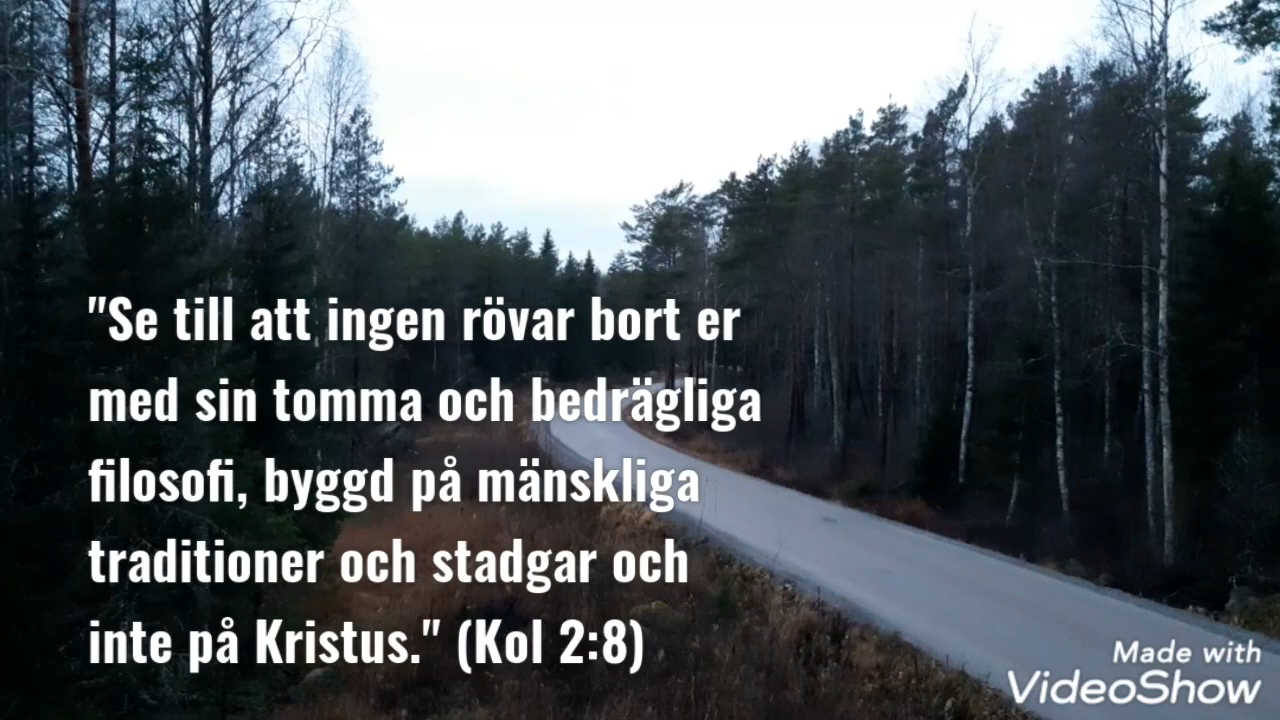 "Se till att ingen rövar bort er
med sin tomma och bedrägliga
filosofi, byggd på mänskliga
traditioner och stadgar och
inte på Kristus." (Kol 2:8)
Made with
VideoShow